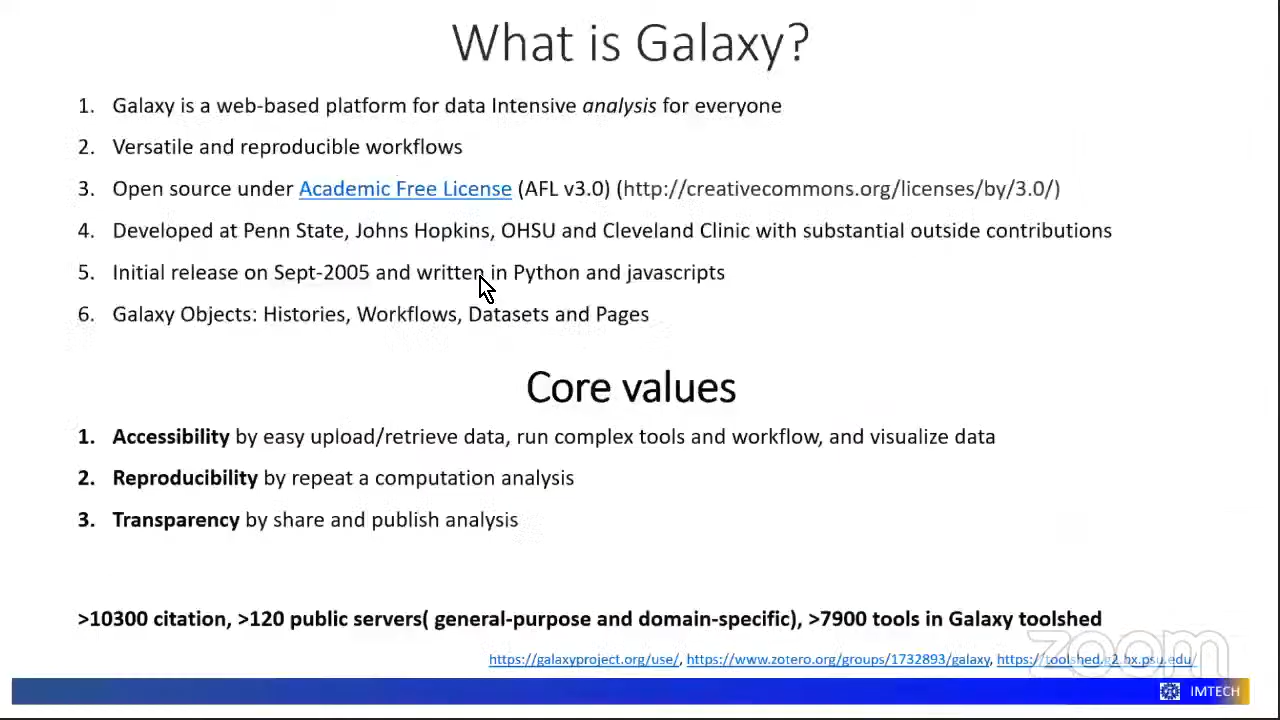 What is Galaxy?
1. Galaxy is a web-based platform for data Intensive analysis for everyone
2. Versatile and reproducible workflows
3. Open source under Academic Free License (AFL v3.0) (http://creativecommons.org/licenses/by/3.0/)
4. Developed at Penn State, Johns Hopkins, OHSU and Cleveland Clinic with substantial outside contributions
5. Initial release on Sept-2005 and written in Python and javascripts
6. Galaxy Objects: Histories, Workflows, Datasets and Pages
Core values
1. Accessibility by easy upload/retrieve data, run complex tools and workflow, and visualize data
2. Reproducibility by repeat a computation analysis
3. Transparency by share and publish analysis
>10300 citation, >120 public servers( general-purpose and domain-specific), >7900 tools in Galaxy toolshed
https://galaxyproject.org/use/, https://www.zotero.org/groups/1732893/galaxy, https://toolshed.g2.bx.psu.edu/
zoom
IMTECH